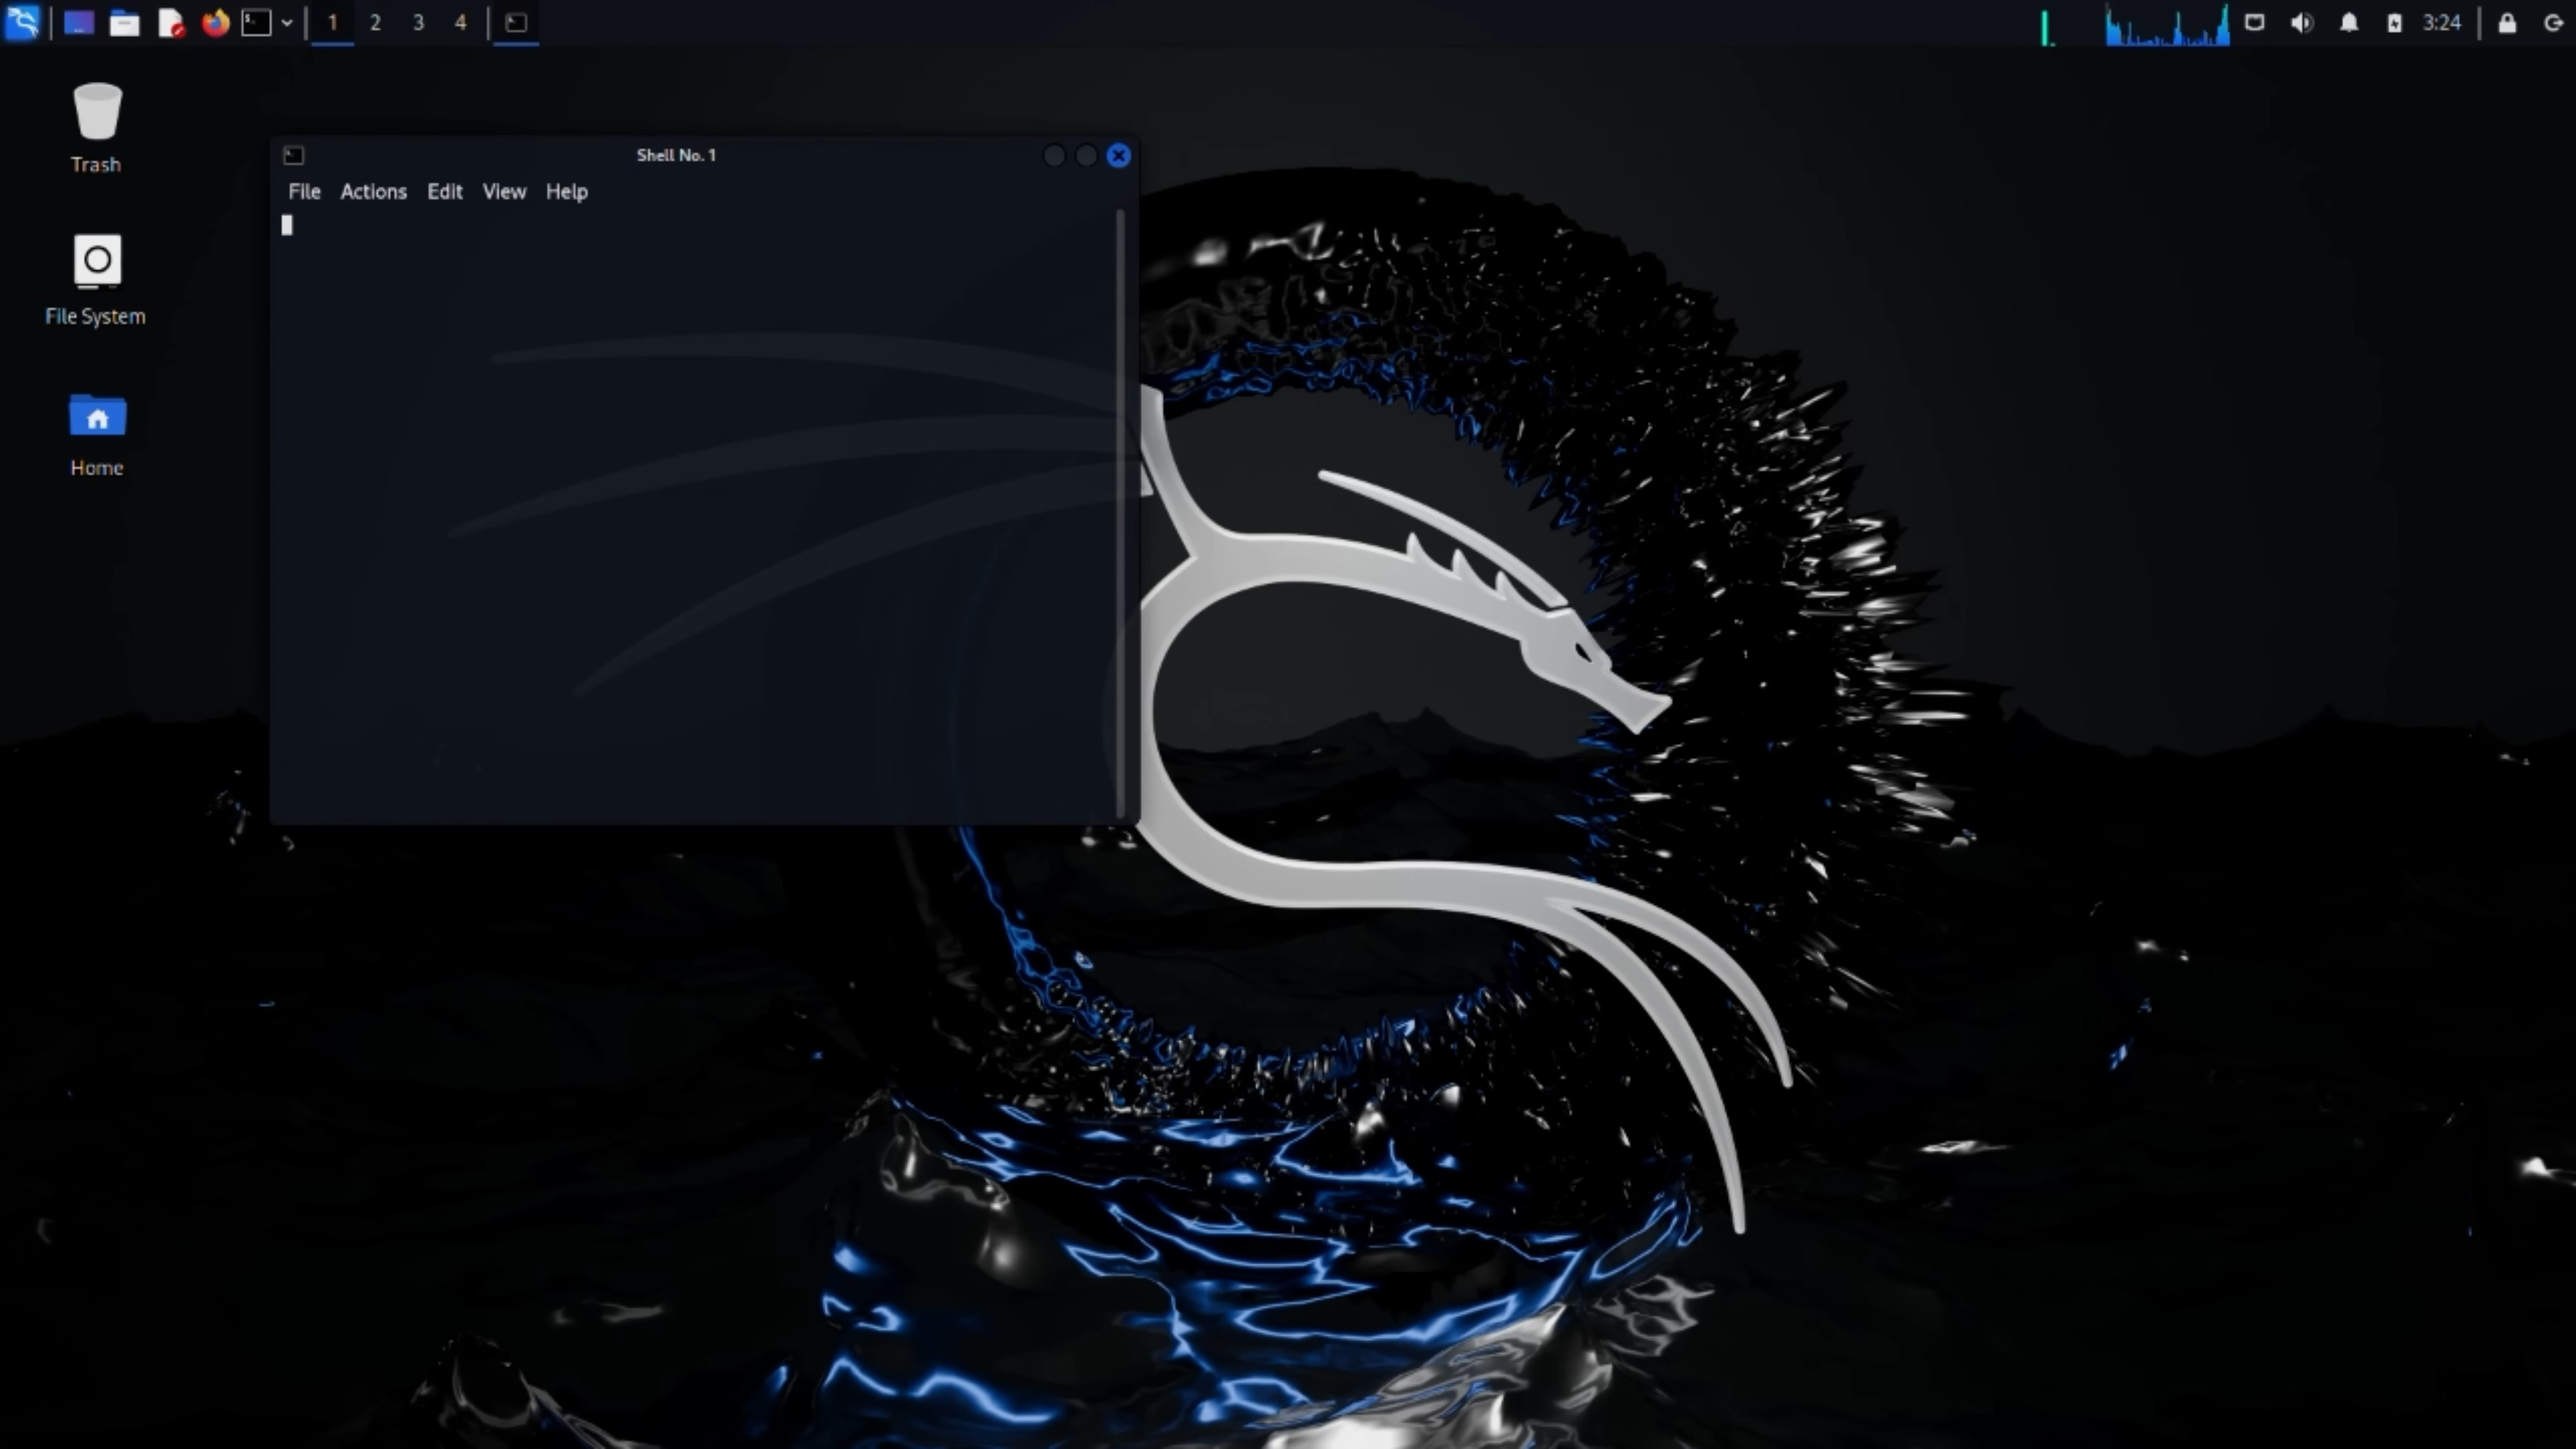 1 2 3 4
3:24
Trash
File System
Home
Shell No. 1
File Actions Edit View Help